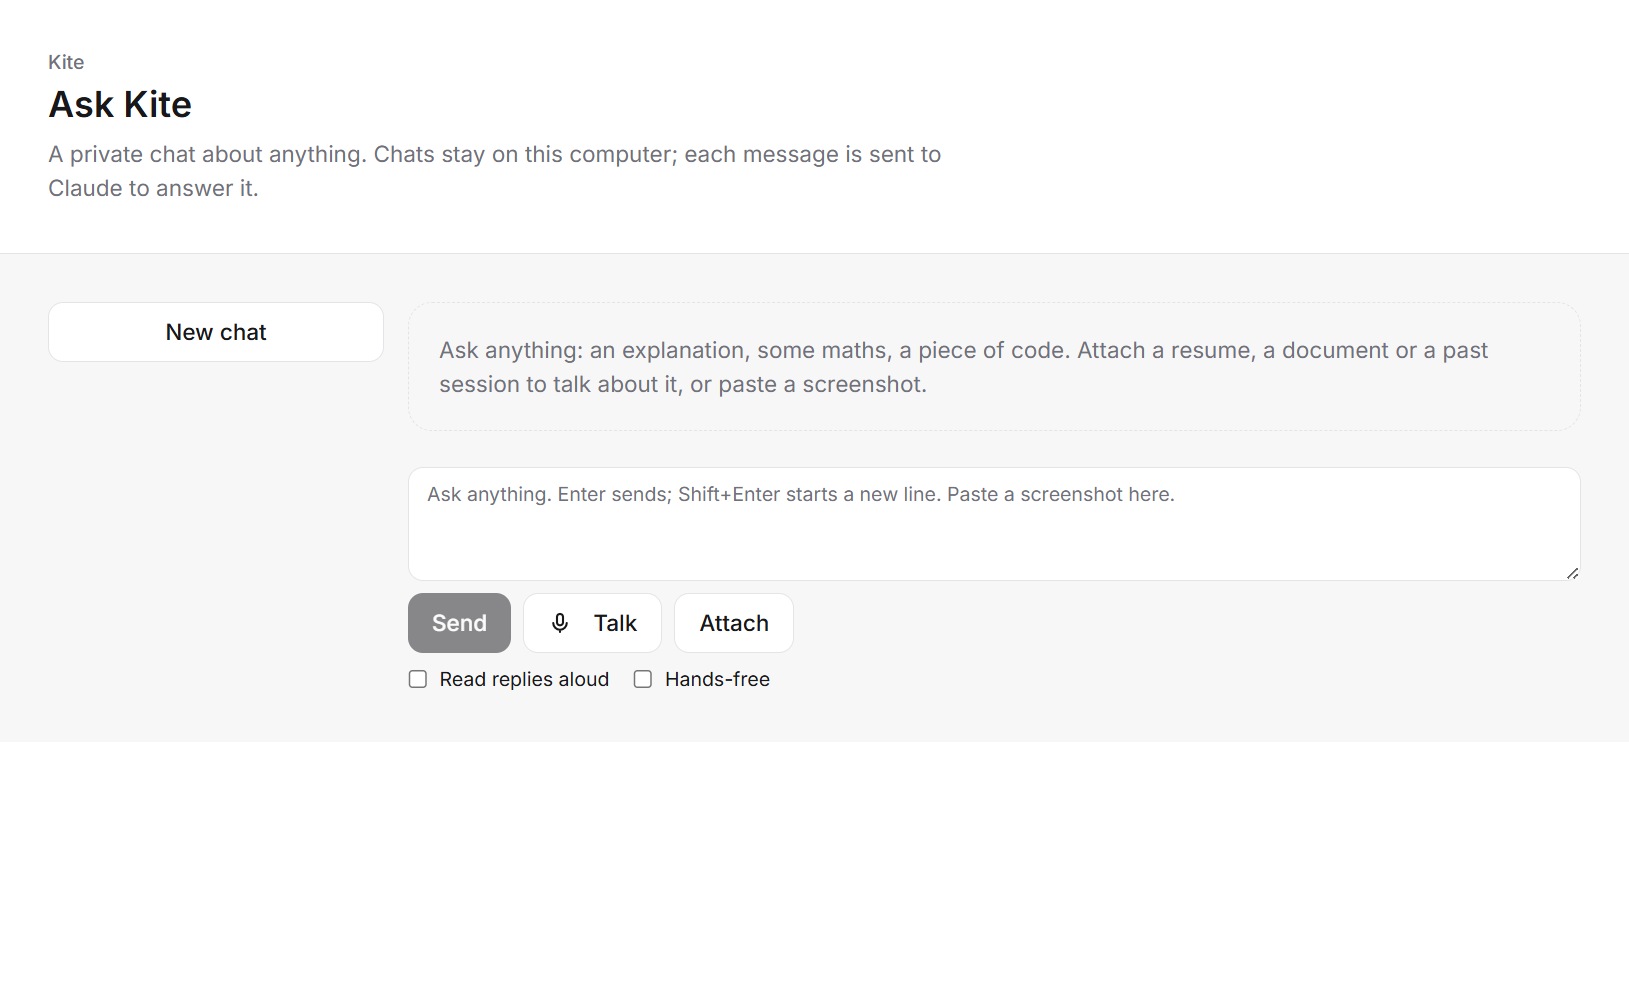 Kite
Ask Kite
A private chat about anything. Chats stay on this computer; each message is sent to
Claude to answer it.
New chat
Ask anything: an explanation, some maths, a piece of code. Attach a resume, a document or a past
session to talk about it, or paste a screenshot.
Ask anything. Enter sends; Shift+Enter starts a new line. Paste a screenshot here.
Send
Talk
Attach
Read replies aloud
Hands-free